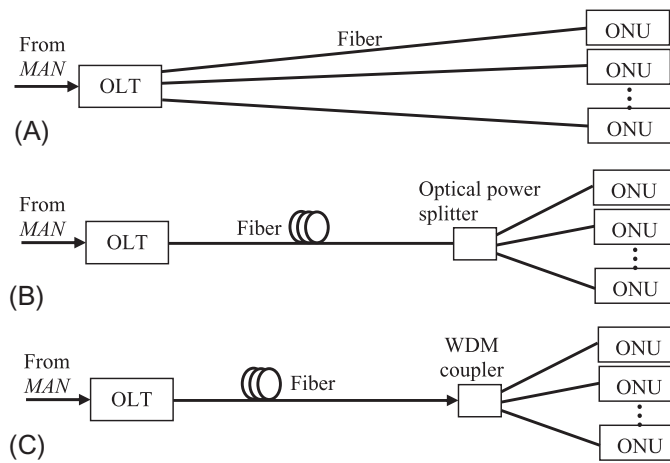 From
MAN
OLT
Fiber
ONU
ONU
ONU
(A)
From
MAN
OLT
Fiber
Optical power
splitter
ONU
ONU
ONU
(B)
From
MAN
OLT
Fiber
WDM
coupler
ONU
ONU
ONU
(C)